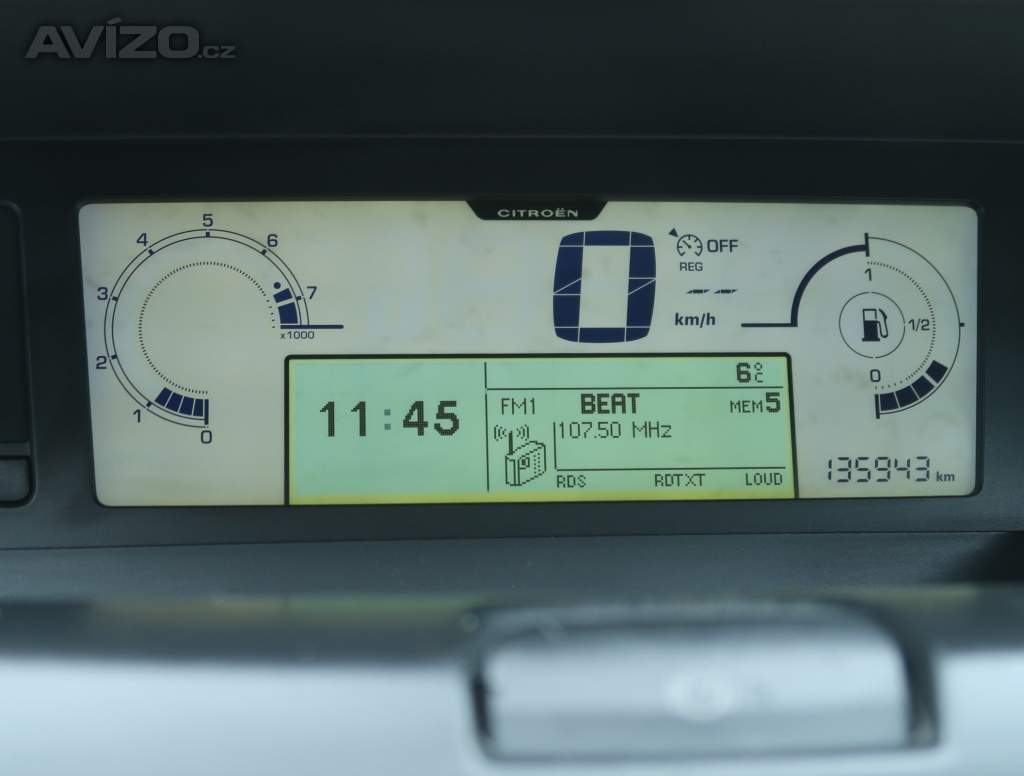 AVÍZO.cz
CITROËN
5
4 6
3 7
2
1
0
x1000
0
OFF
REG
-- --
km/h
1
1/2
0
6°C
11:45
FM1 BEAT MEM5
107.50 MHz
RDS RDTXT LOUD
135943 km